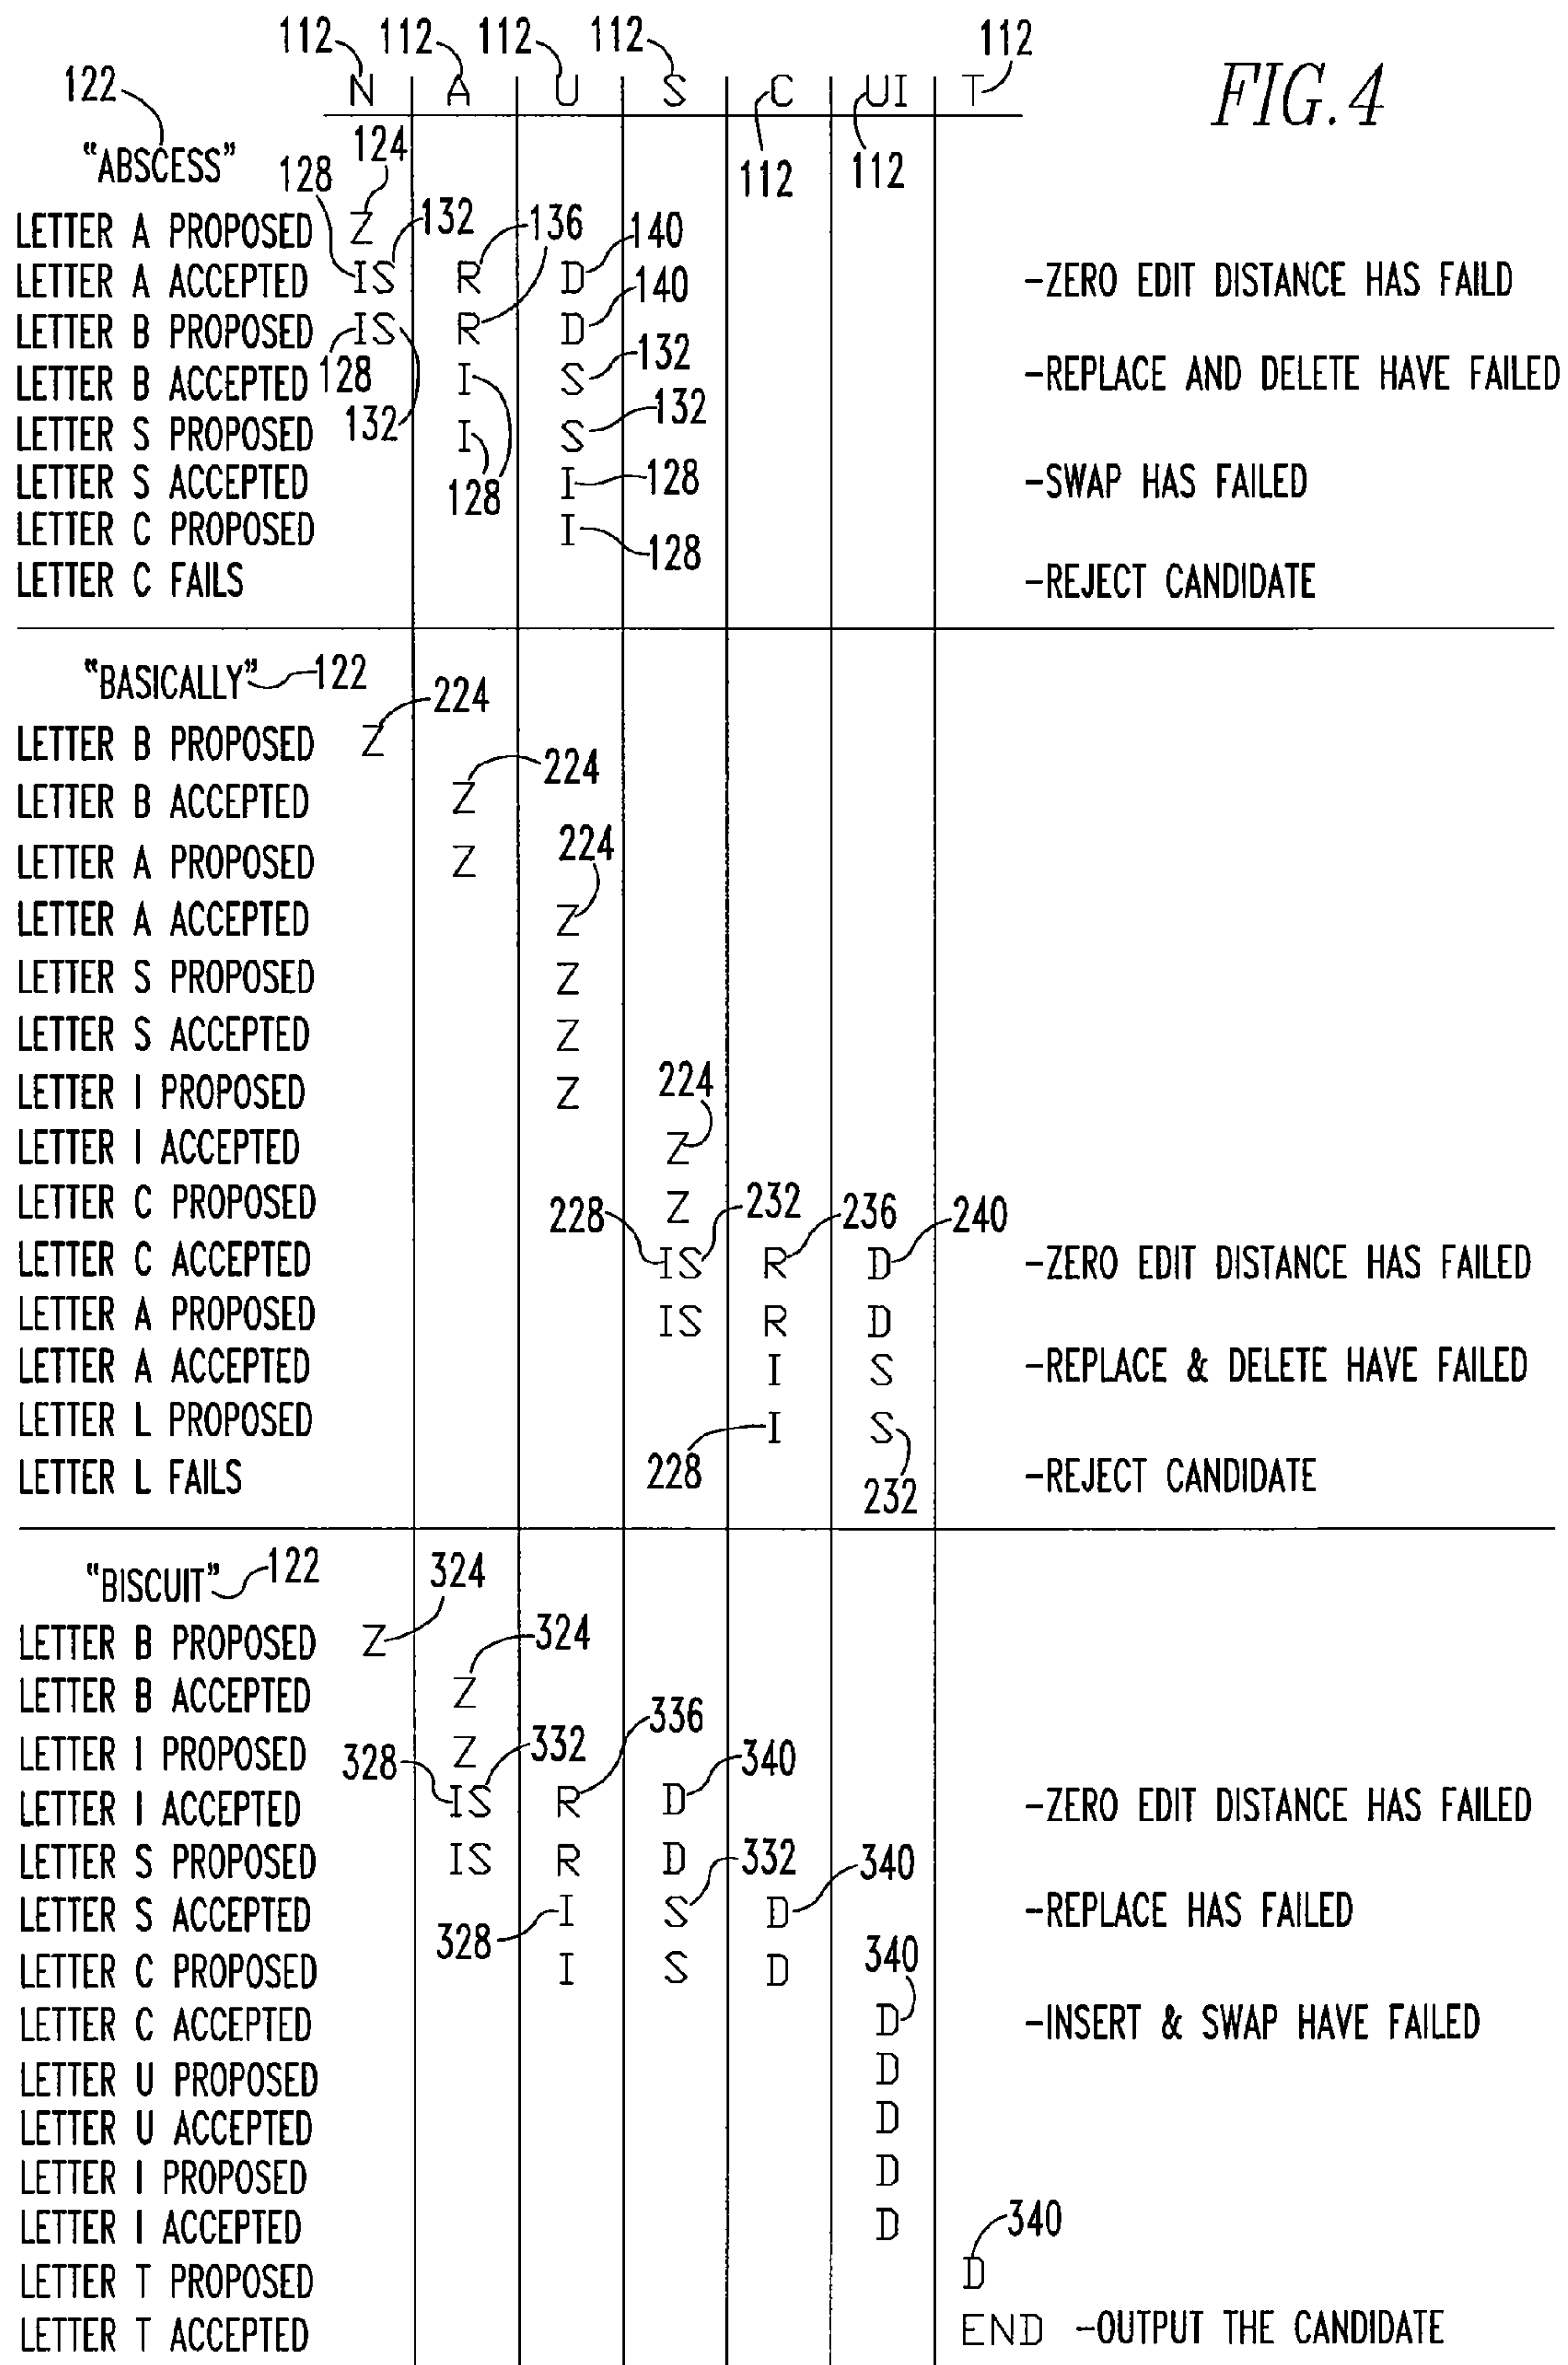 112 112 112 112 112
FIG. 4
122 N A U S C UI T
"ABSCESS" 124 112 112
128
LETTER A PROPOSED Z 132 136 140
LETTER A ACCEPTED IS R D -ZERO EDIT DISTANCE HAS FAILD
140
LETTER B PROPOSED IS R D
132
LETTER B ACCEPTED 128 I S -REPLACE AND DELETE HAVE FAILED
132
LETTER S PROPOSED 132 I S
LETTER S ACCEPTED 128 I 128 -SWAP HAS FAILED
LETTER C PROPOSED I 128
LETTER C FAILS -REJECT CANDIDATE
"BASICALLY" 122
224
LETTER B PROPOSED Z
224
LETTER B ACCEPTED Z
224
LETTER A PROPOSED Z
LETTER A ACCEPTED Z
LETTER S PROPOSED Z
LETTER S ACCEPTED Z
224
LETTER I PROPOSED Z
LETTER I ACCEPTED Z
LETTER C PROPOSED Z
228 232 236 240
LETTER C ACCEPTED IS R D -ZERO EDIT DISTANCE HAS FAILED
LETTER A PROPOSED IS R D
LETTER A ACCEPTED I S -REPLACE & DELETE HAVE FAILED
LETTER L PROPOSED I S
228 232
LETTER L FAILS -REJECT CANDIDATE
"BISCUIT" 122 324
LETTER B PROPOSED Z 324
LETTER B ACCEPTED Z
336
LETTER I PROPOSED Z
328 332 340
LETTER I ACCEPTED IS R D -ZERO EDIT DISTANCE HAS FAILED
LETTER S PROPOSED IS R D 332 340
LETTER S ACCEPTED I S D -REPLACE HAS FAILED
328 340
LETTER C PROPOSED I S D
LETTER C ACCEPTED D -INSERT & SWAP HAVE FAILED
LETTER U PROPOSED D
LETTER U ACCEPTED D
LETTER I PROPOSED D
LETTER I ACCEPTED D
340
LETTER T PROPOSED D
LETTER T ACCEPTED END -OUTPUT THE CANDIDATE